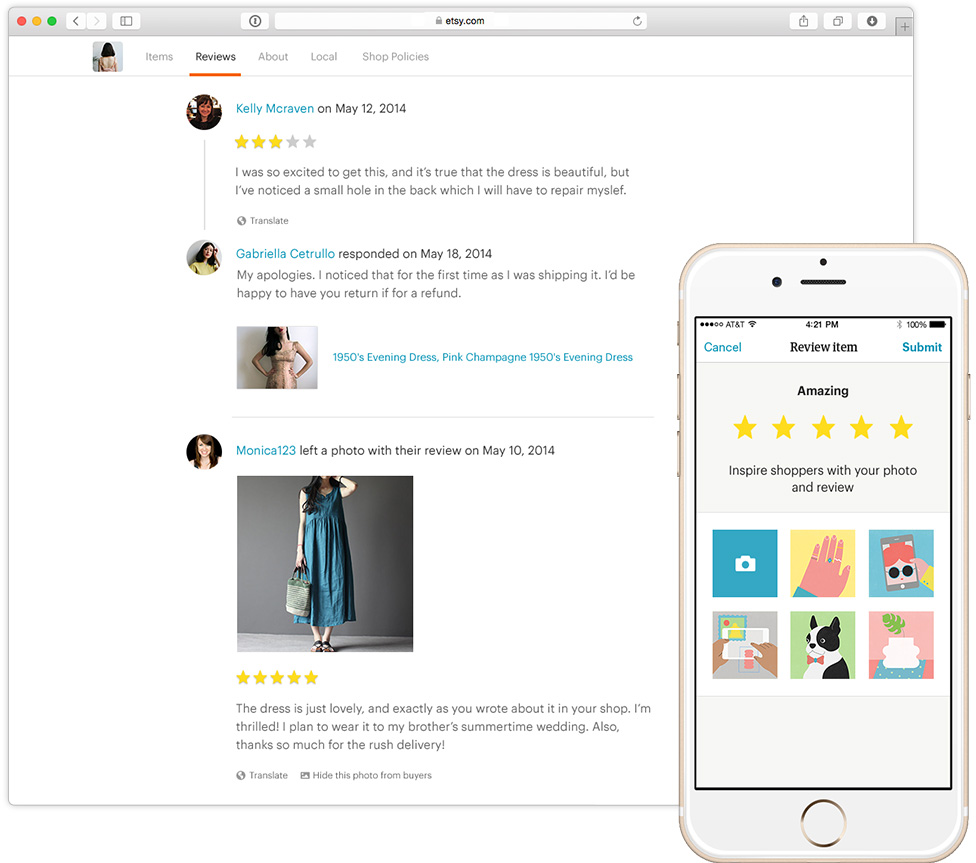 etsy.com
Items Reviews About Local Shop Policies
Kelly Mcraven on May 12, 2014
I was so excited to get this, and it's true that the dress is beautiful, but
I've noticed a small hole in the back which I will have to repair myslef.
Translate
Gabriella Cetrullo responded on May 18, 2014
My apologies. I noticed that for the first time as I was shipping it. I'd be
happy to have you return if for a refund.
1950's Evening Dress, Pink Champagne 1950's Evening Dress
Monica123 left a photo with their review on May 10, 2014
The dress is just lovely, and exactly as you wrote about it in your shop. I'm
thrilled! I plan to wear it to my brother's summertime wedding. Also,
thanks so much for the rush delivery!
Translate Hide this photo from buyers
AT&T 4:21 PM 100%
Cancel Review item Submit
Amazing
Inspire shoppers with your photo
and review